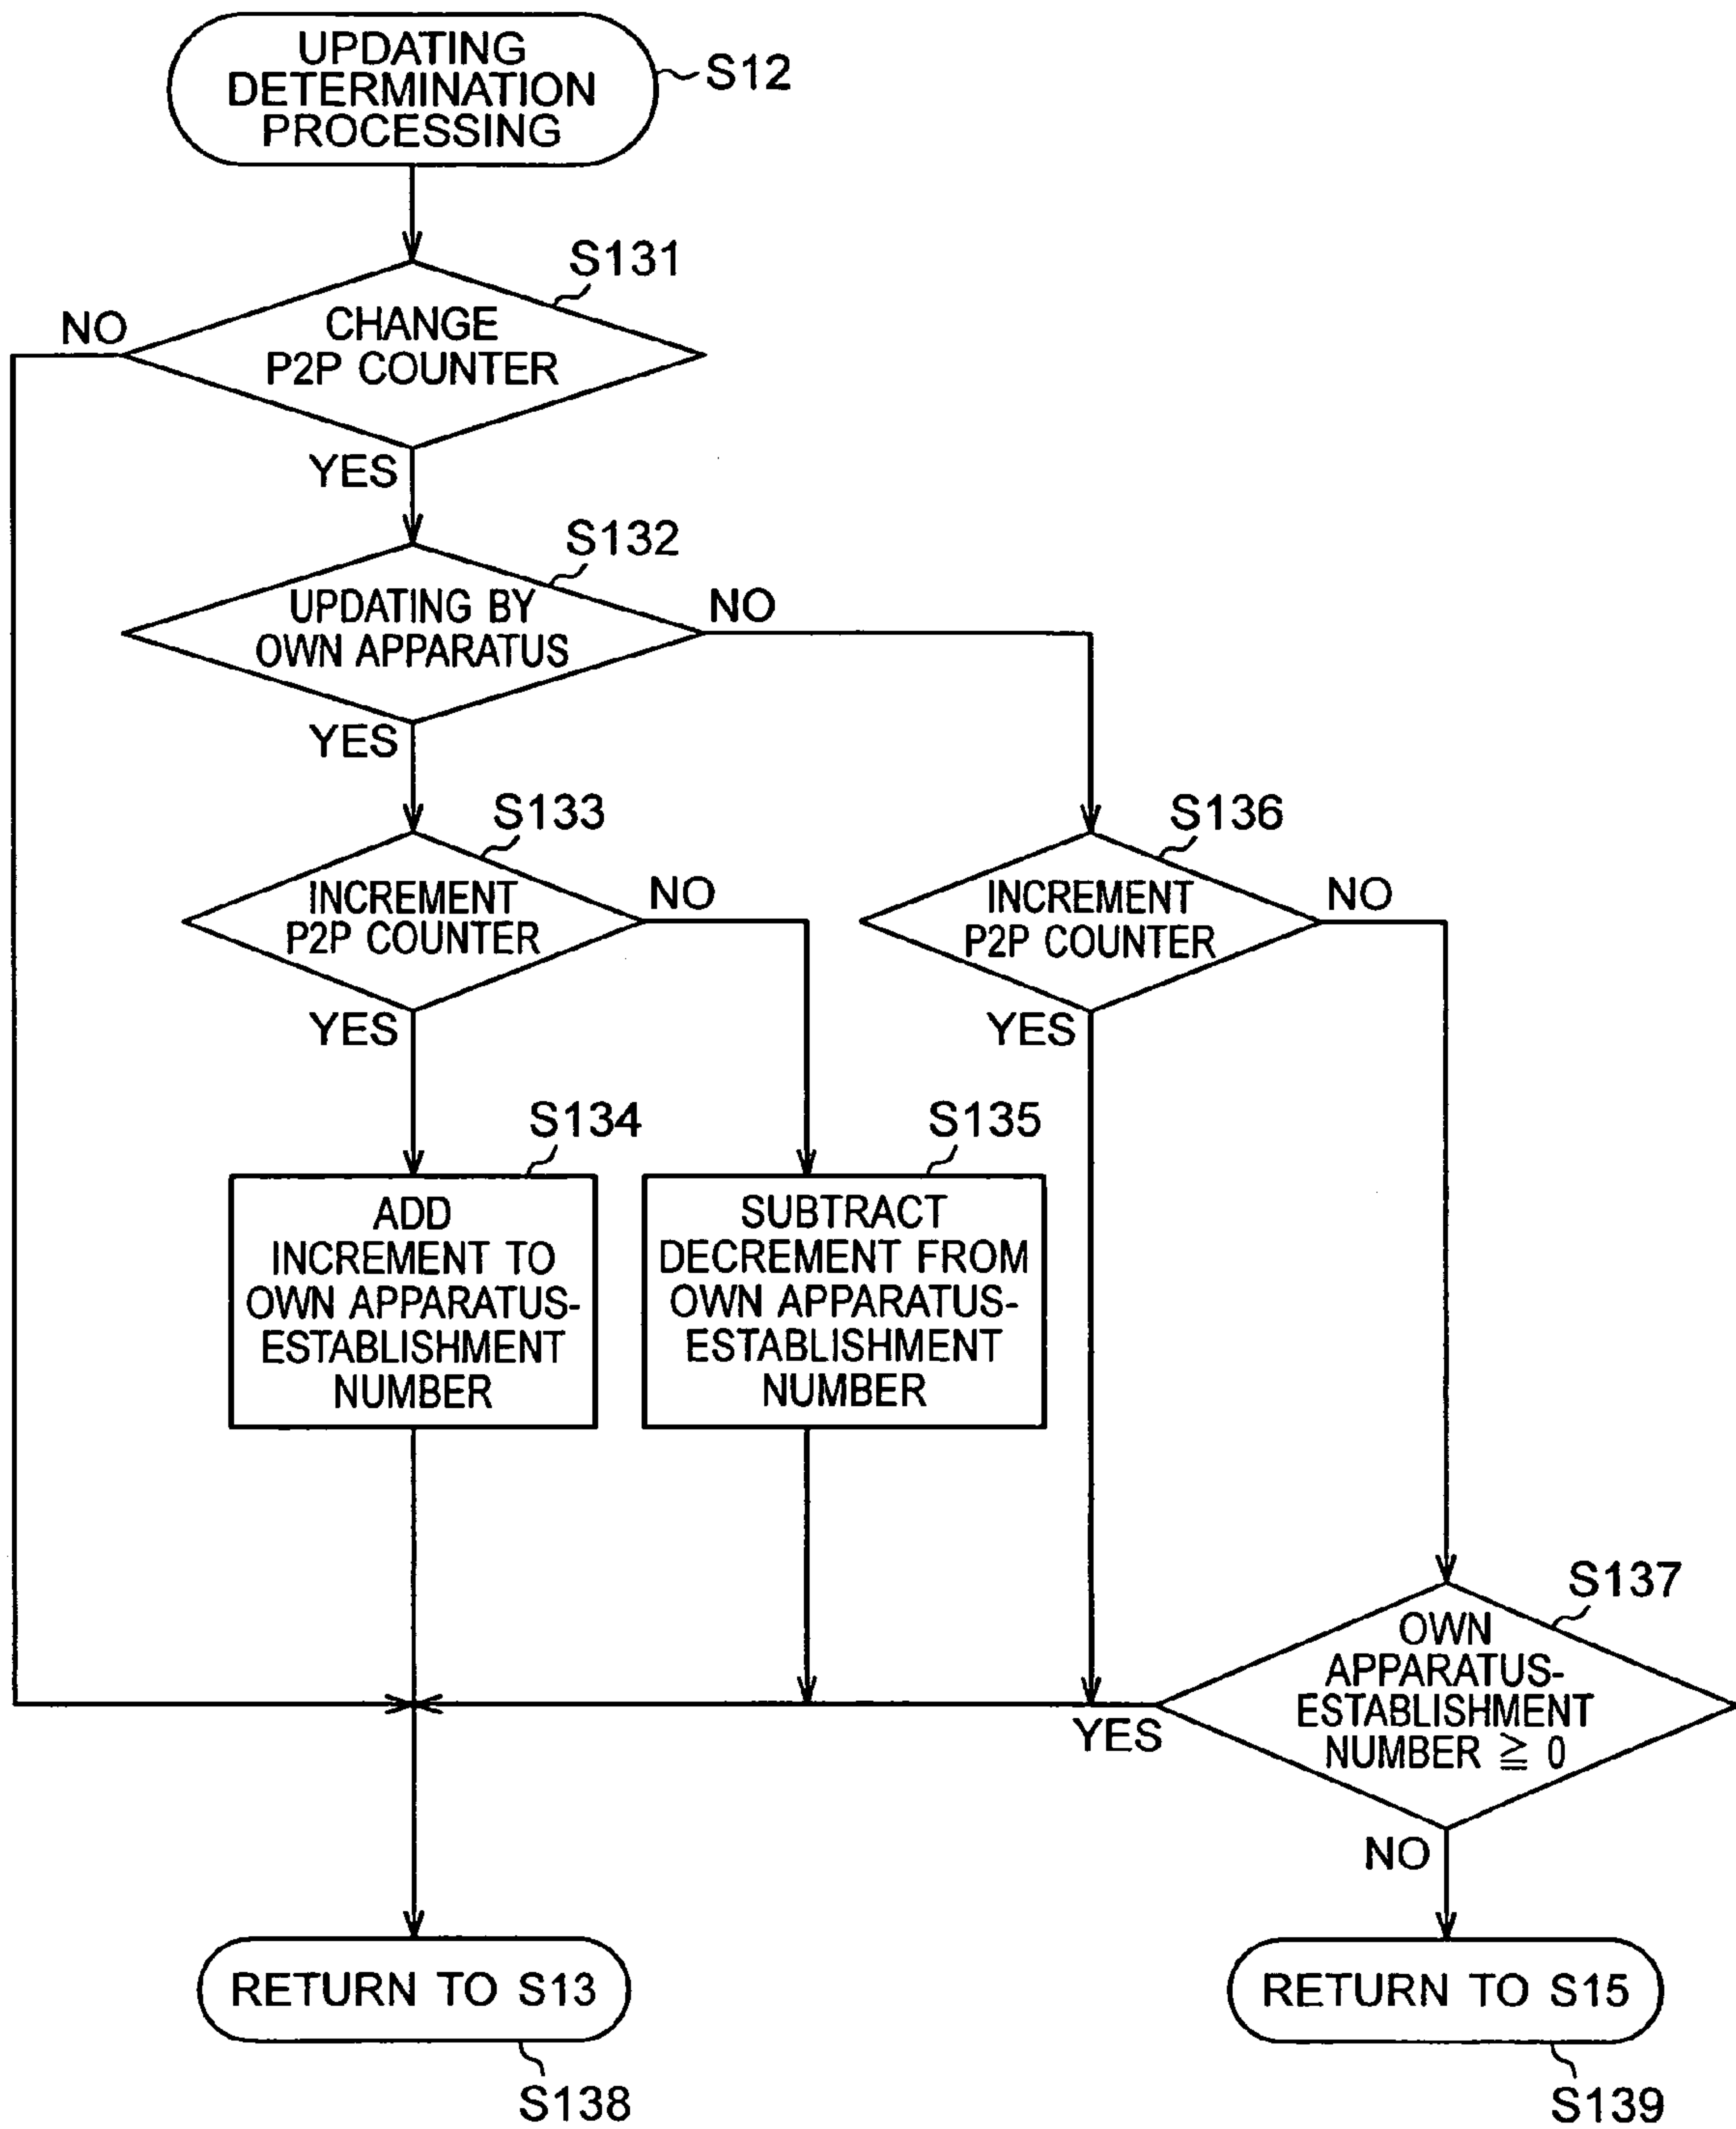 UPDATING
DETERMINATION
PROCESSING
S12
S131
NO
CHANGE
P2P COUNTER
YES
S132
UPDATING BY
OWN APPARATUS
NO
YES
S133
INCREMENT
P2P COUNTER
NO
YES
S136
INCREMENT
P2P COUNTER
NO
YES
S134
ADD
INCREMENT TO
OWN APPARATUS-
ESTABLISHMENT
NUMBER
S135
SUBTRACT
DECREMENT FROM
OWN APPARATUS-
ESTABLISHMENT
NUMBER
S137
OWN
APPARATUS-
ESTABLISHMENT
NUMBER ≧ 0
YES
NO
RETURN TO S13
S138
RETURN TO S15
S139